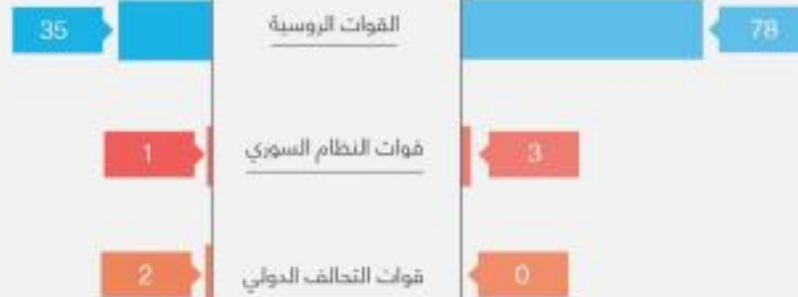 35 القوات الروسية 78
1 قوات النظام السوري 3
2 قوات التحالف الدولي 0